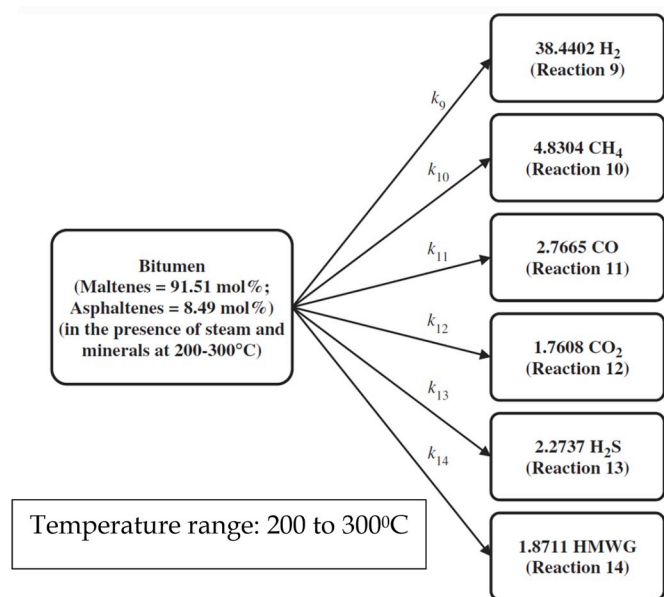 38.4402 H₂
(Reaction 9)
k₉
4.8304 CH₄
(Reaction 10)
k₁₀
2.7665 CO
(Reaction 11)
k₁₁
Bitumen
(Maltenes = 91.51 mol%;
Asphaltenes = 8.49 mol%)
(in the presence of steam and
minerals at 200-300°C)
k₁₂
1.7608 CO₂
(Reaction 12)
k₁₃
2.2737 H₂S
(Reaction 13)
k₁₄
1.8711 HMWG
(Reaction 14)
Temperature range: 200 to 300⁰C